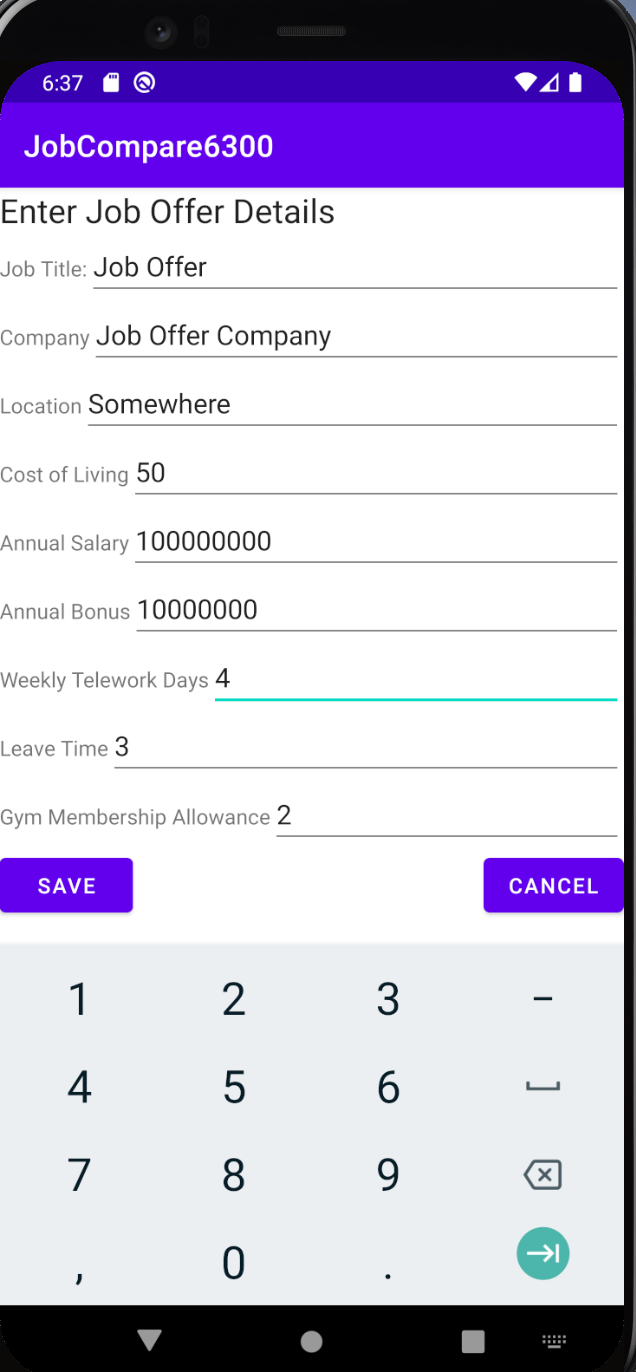 6:37
JobCompare6300
Enter Job Offer Details
Job Title: Job Offer
Company Job Offer Company
Location Somewhere
Cost of Living 50
Annual Salary 100000000
Annual Bonus 10000000
Weekly Telework Days 4
Leave Time 3
Gym Membership Allowance 2
SAVE CANCEL
1 2 3 –
4 5 6
7 8 9
, 0 .